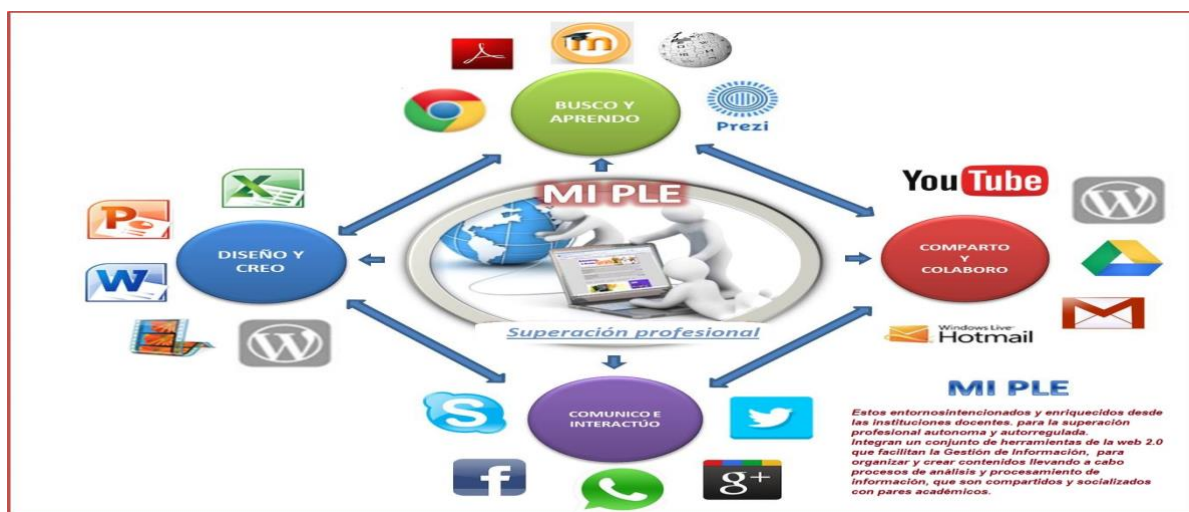 BUSCO Y
APRENDO
Prezi
MI PLE
YouTube
DISEÑO Y
CREO
COMPARTO
Y
COLABORO
Superación profesional
Windows Live
Hotmail
COMUNICO E
INTERACTÚO
MI PLE
Estos entornosintencionados y enriquecidos desde
las instituciones docentes. para la superación
profesional autonoma y autorregulada.
Integran un conjunto de herramientas de la web 2.0
que facilitan la Gestión de Información, para
organizar y crear contenidos llevando a cabo
procesos de análisis y procesamiento de
información, que son compartidos y socializados
con pares académicos.